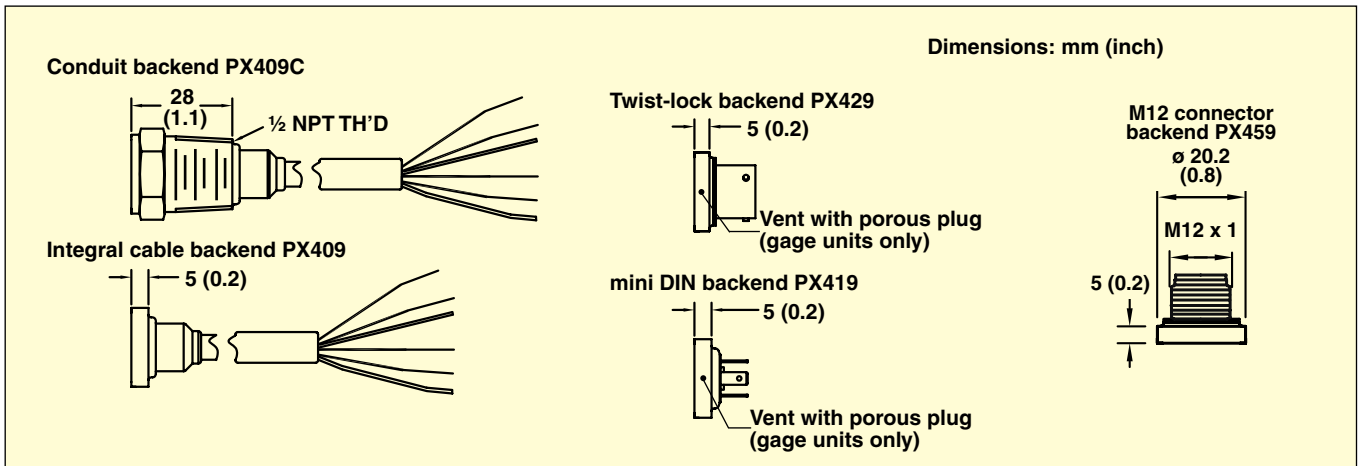 Dimensions: mm (inch)
Conduit backend PX409C
28
(1.1)
½ NPT TH'D
Integral cable backend PX409
5 (0.2)
Twist-lock backend PX429
5 (0.2)
Vent with porous plug
(gage units only)
mini DIN backend PX419
5 (0.2)
Vent with porous plug
(gage units only)
M12 connector
backend PX459
ø 20.2
(0.8)
M12 x 1
5 (0.2)